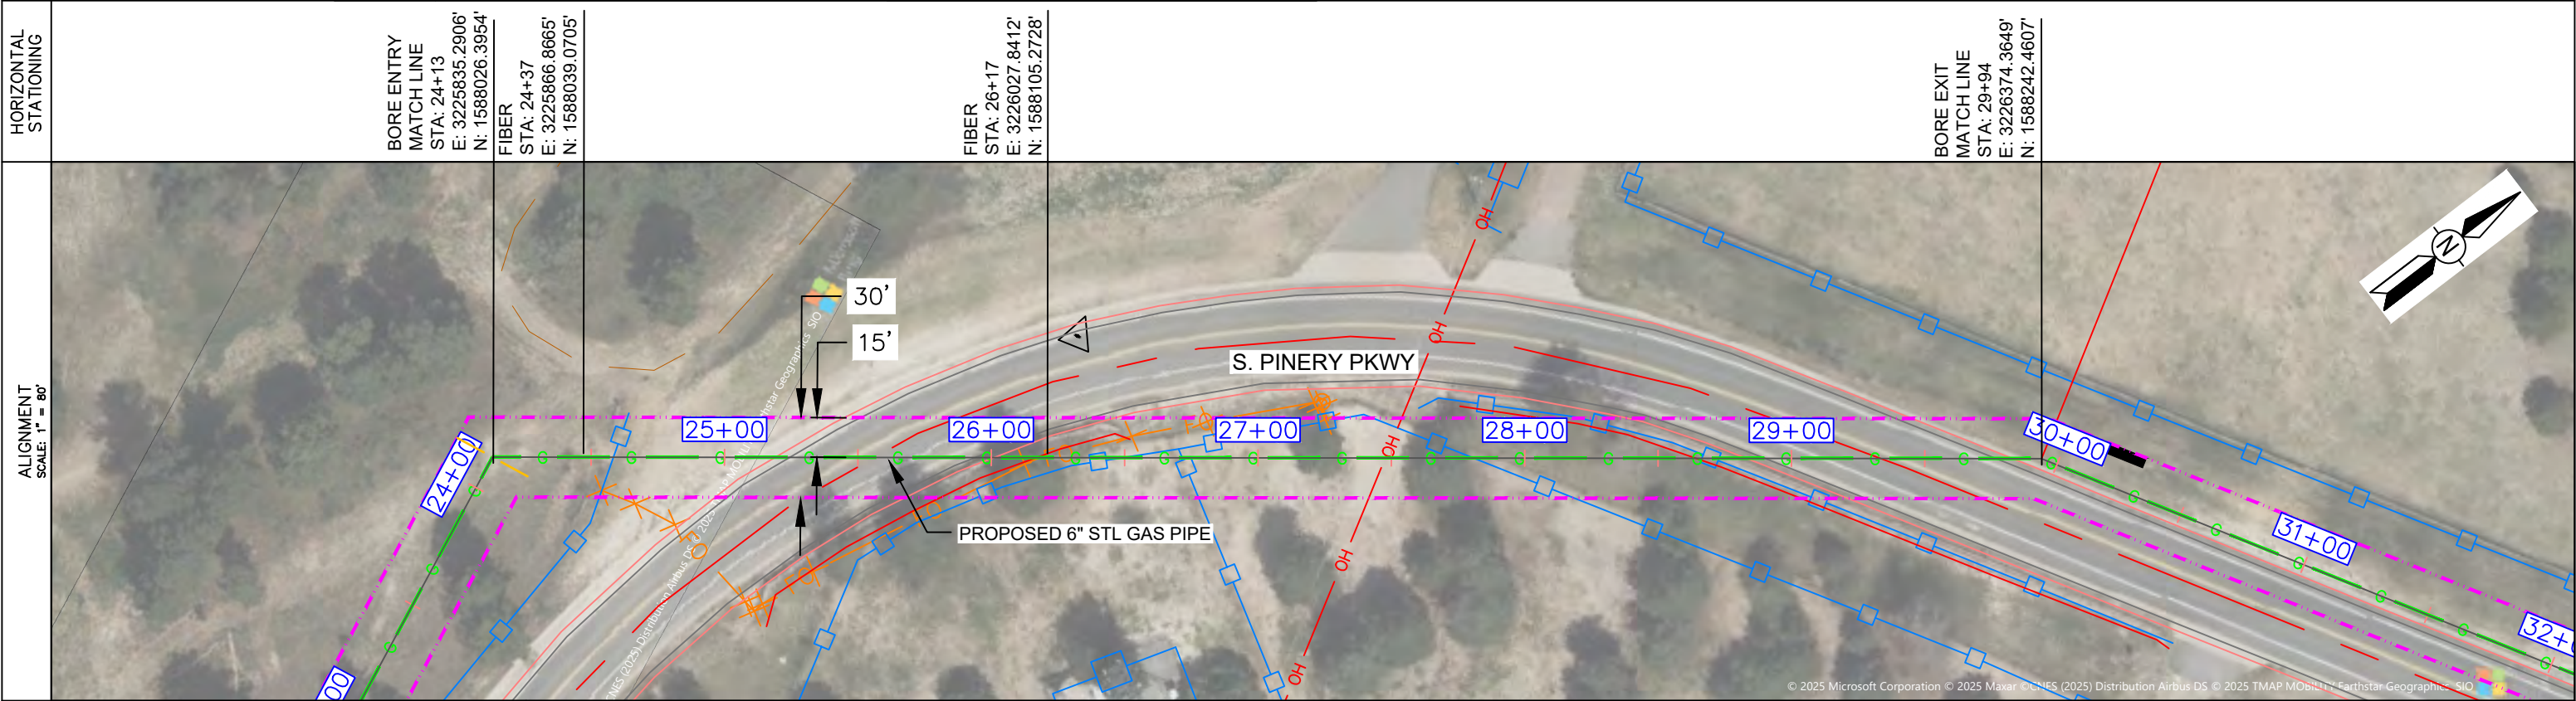 HORIZONTAL
STATIONING
BORE ENTRY
MATCH LINE
STA: 24+13
E: 3225835.2906'
N: 1588026.3954'
FIBER
STA: 24+37
E: 3225866.8665'
N: 1588039.0705'
FIBER
STA: 26+17
E: 3226027.8412'
N: 1588105.2728'
BORE EXIT
MATCH LINE
STA: 29+94
E: 3226374.3649'
N: 1588242.4607'
ALIGNMENT
SCALE: 1" = 80'
30'
15'
S. PINERY PKWY
24+00
25+00
26+00
27+00
28+00
29+00
30+00
31+00
32+
00
PROPOSED 6" STL GAS PIPE
OH
OH
OH
OH
OH
FO
N
© 2025 Microsoft Corporation © 2025 Maxar ©CNES (2025) Distribution Airbus DS © 2025 TMAP MOBILITY Earthstar Geographics SIO